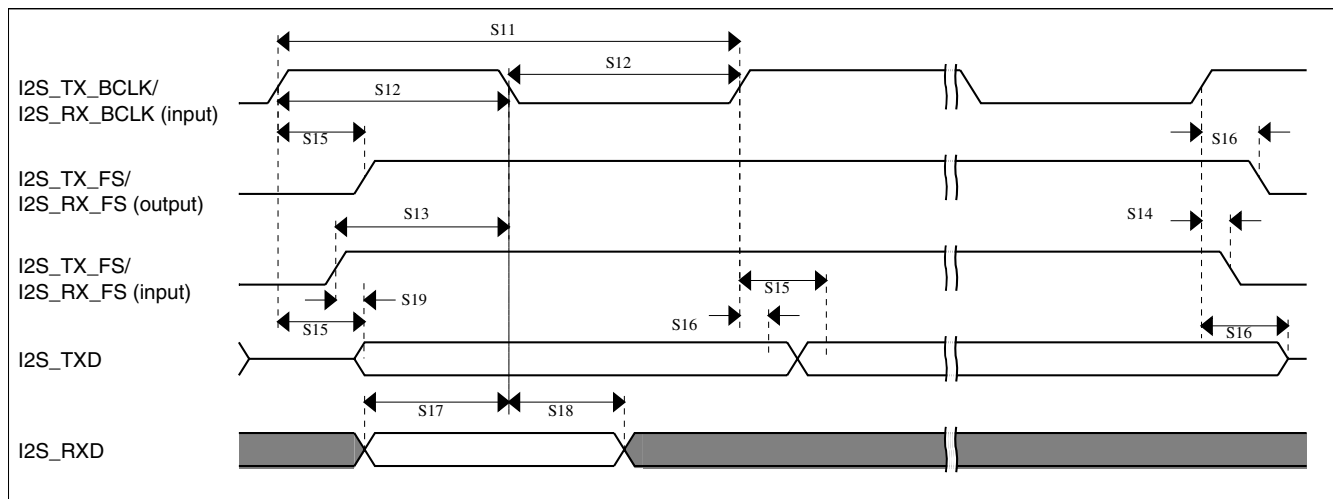 S11
I2S_TX_BCLK/
I2S_RX_BCLK (input)
S12
S12
S15
S16
I2S_TX_FS/
I2S_RX_FS (output)
S13
S14
I2S_TX_FS/
I2S_RX_FS (input)
S19
S15
S15
S16
S16
I2S_TXD
S17
S18
I2S_RXD